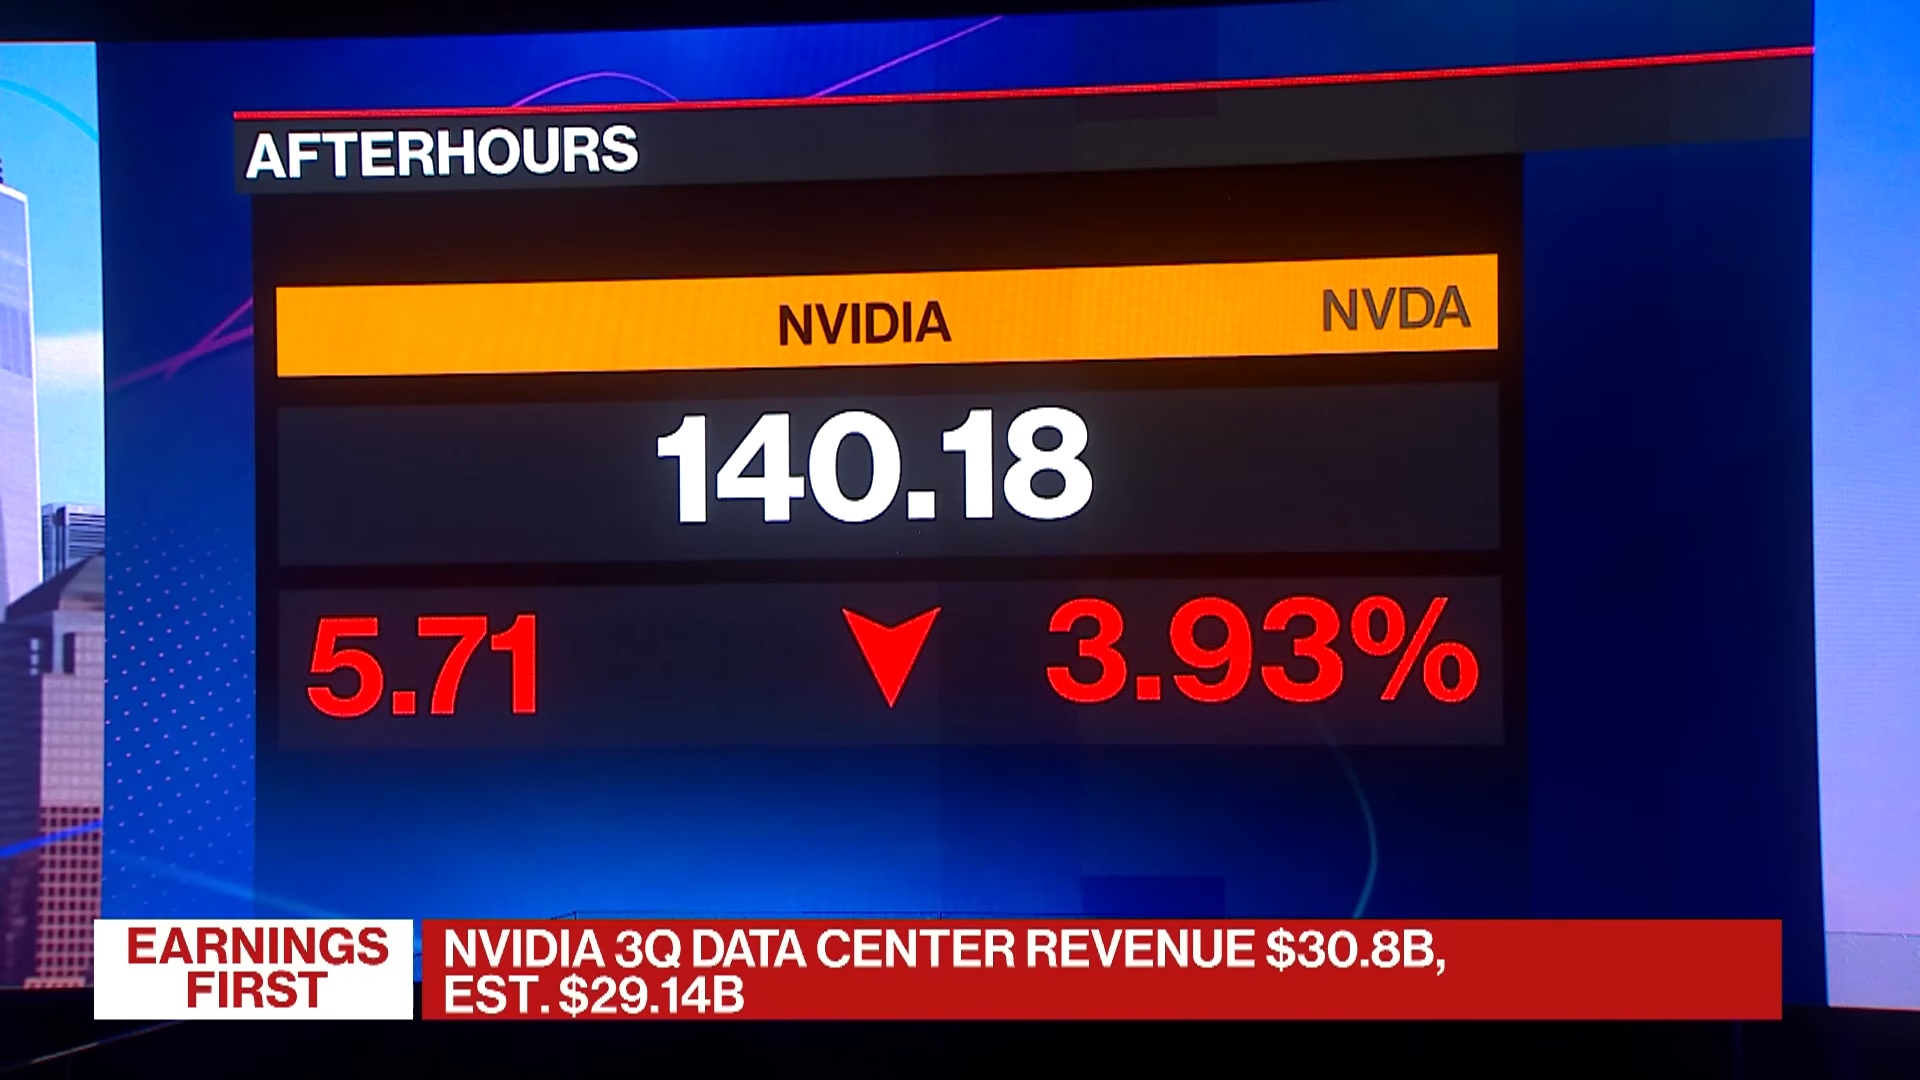 AFTERHOURS
NVIDIA NVDA
140.18
5.71 3.93%
EARNINGS
FIRST
NVIDIA 3Q DATA CENTER REVENUE $30.8B,
EST. $29.14B